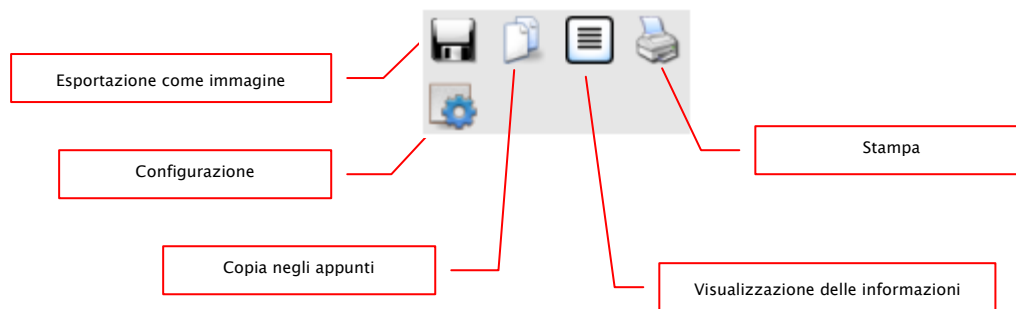 Esportazione come immagine
Stampa
Configurazione
Copia negli appunti
Visualizzazione delle informazioni